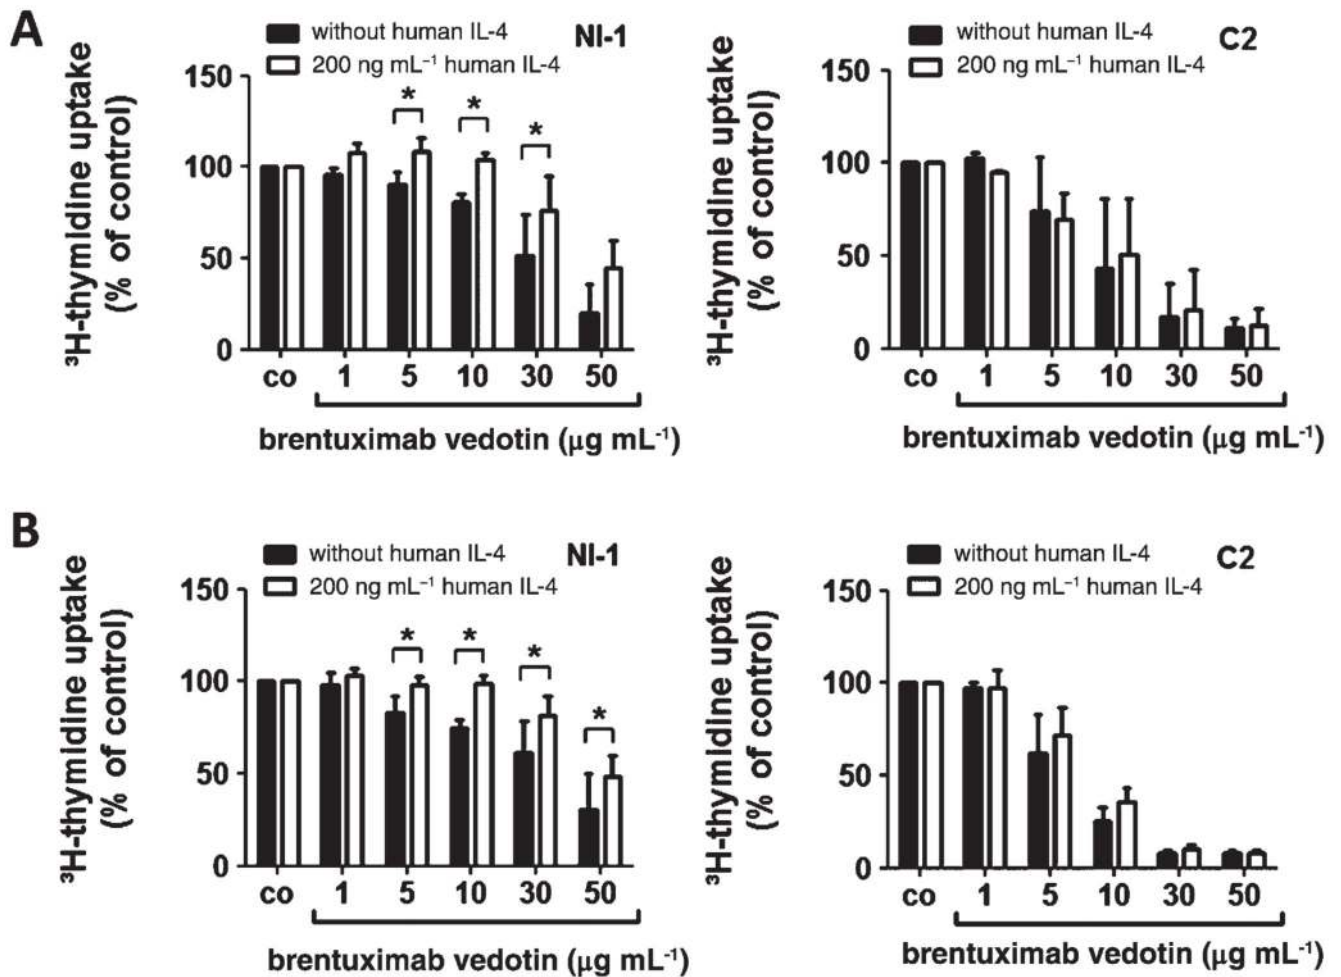 A
without human IL-4
200 ng mL⁻¹ human IL-4
NI-1
³H-thymidine uptake
(% of control)
150
100
50
0
* * *
co 1 5 10 30 50
brentuximab vedotin (μg mL⁻¹)
without human IL-4
200 ng mL⁻¹ human IL-4
C2
³H-thymidine uptake
(% of control)
150
100
50
0
co 1 5 10 30 50
brentuximab vedotin (μg mL⁻¹)
B
without human IL-4
200 ng mL⁻¹ human IL-4
NI-1
³H-thymidine uptake
(% of control)
150
100
50
0
* * * *
co 1 5 10 30 50
brentuximab vedotin (μg mL⁻¹)
without human IL-4
200 ng mL⁻¹ human IL-4
C2
³H-thymidine uptake
(% of control)
150
100
50
0
co 1 5 10 30 50
brentuximab vedotin (μg mL⁻¹)